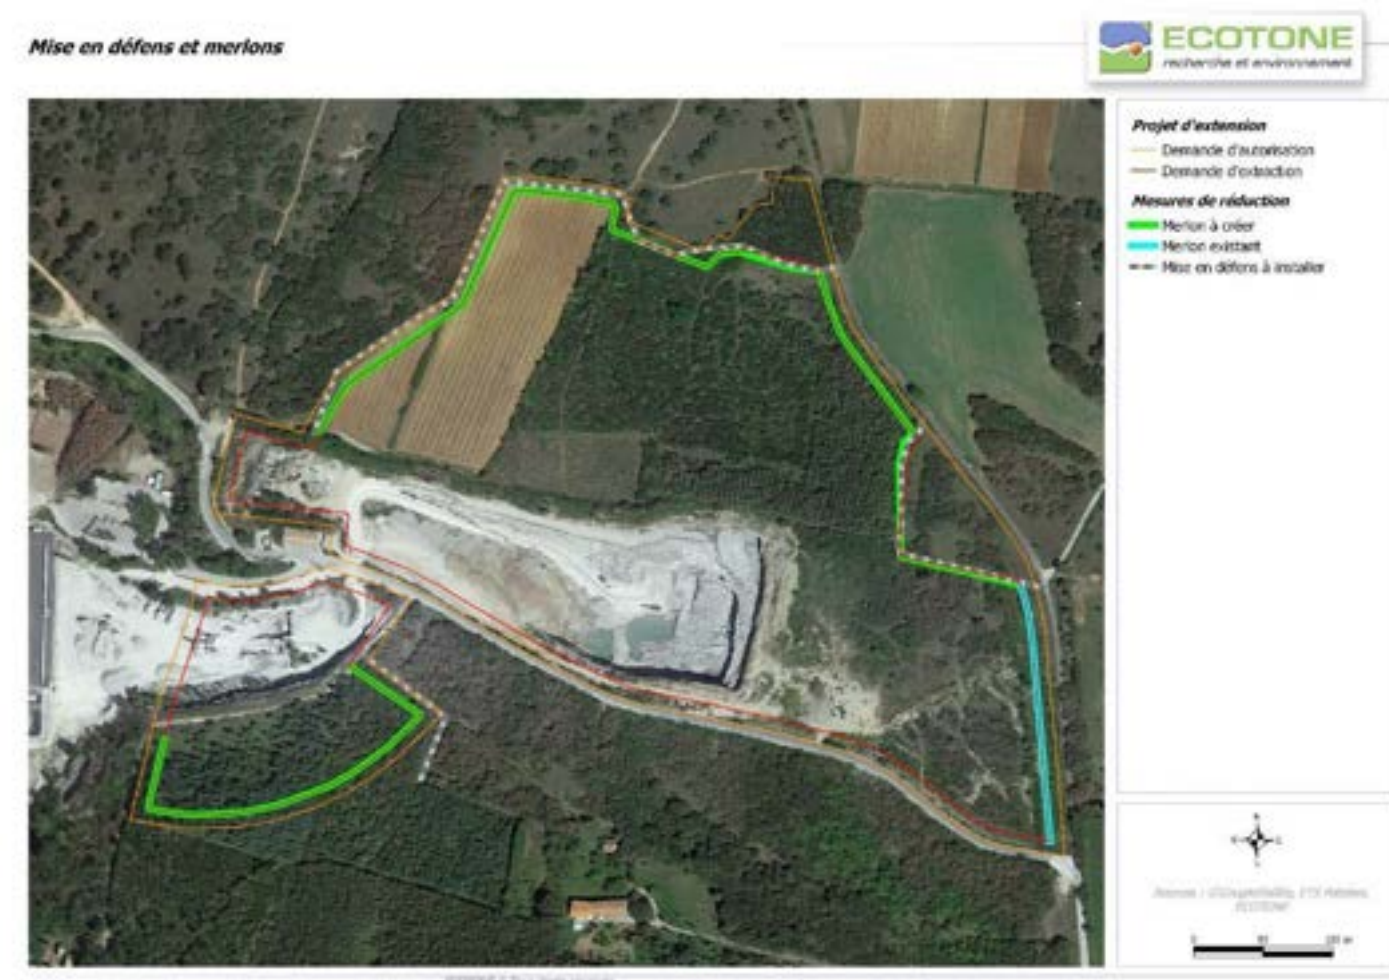 Mise en défens et merlons
ECOTONE
recherche et environnement
Projet d'extension
Demande d'autorisation
Demande d'extraction
Mesures de réduction
Merlon à créer
Merlon existant
Mise en défens à installer
ECOTONE